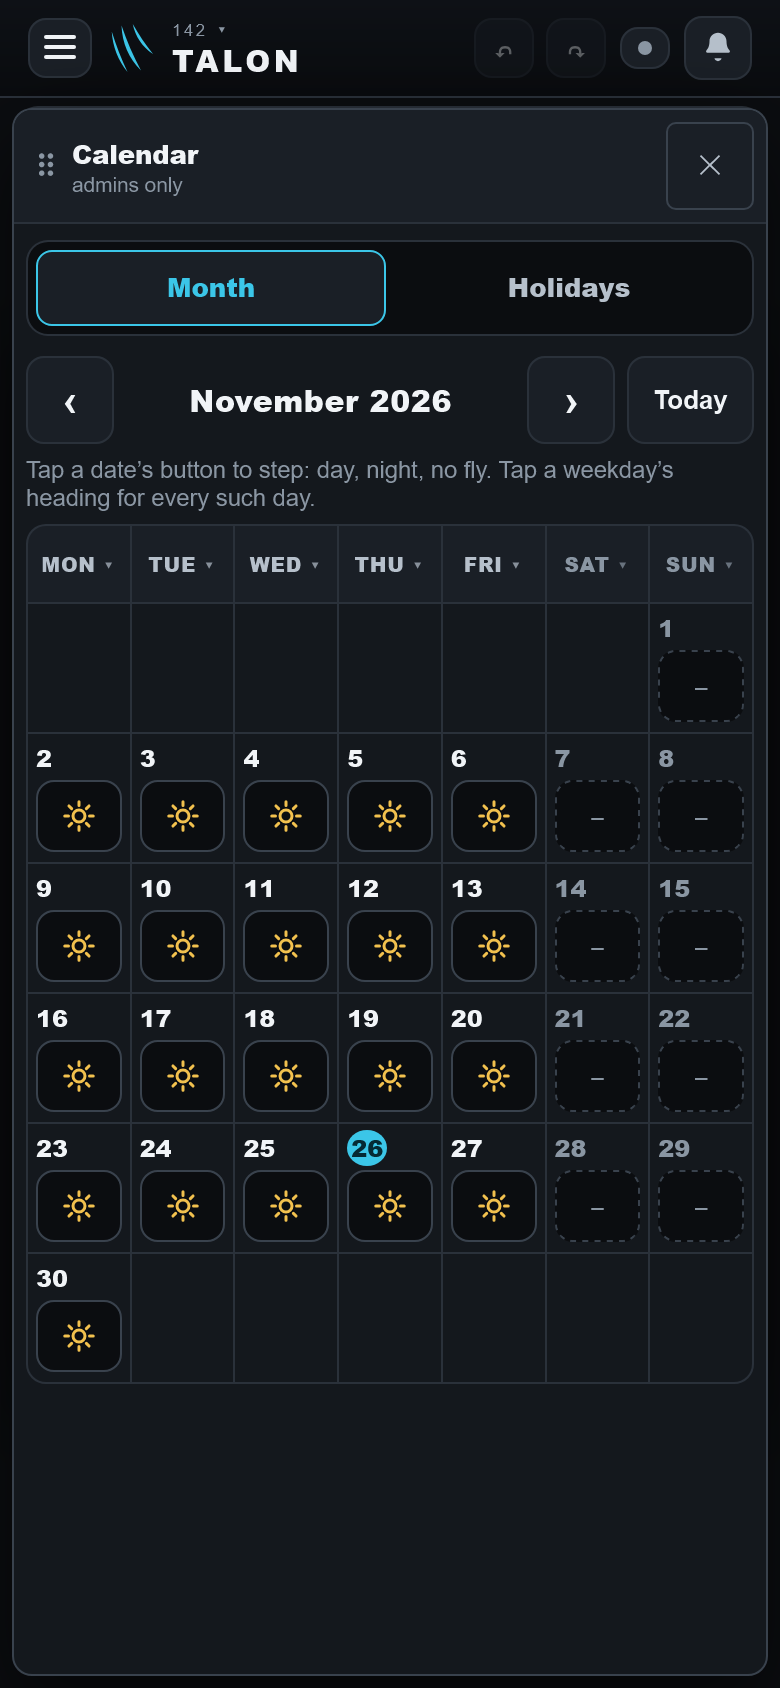 142 ▾
TALON
Calendar
admins only
Month
Holidays
‹
November 2026
›
Today
Tap a date’s button to step: day, night, no fly. Tap a weekday’s
heading for every such day.
MON ▾ TUE ▾ WED ▾ THU ▾ FRI ▾ SAT ▾ SUN ▾
1
–
2 3 4 5 6 7 8
– –
9 10 11 12 13 14 15
– –
16 17 18 19 20 21 22
– –
23 24 25 26 27 28 29
– –
30